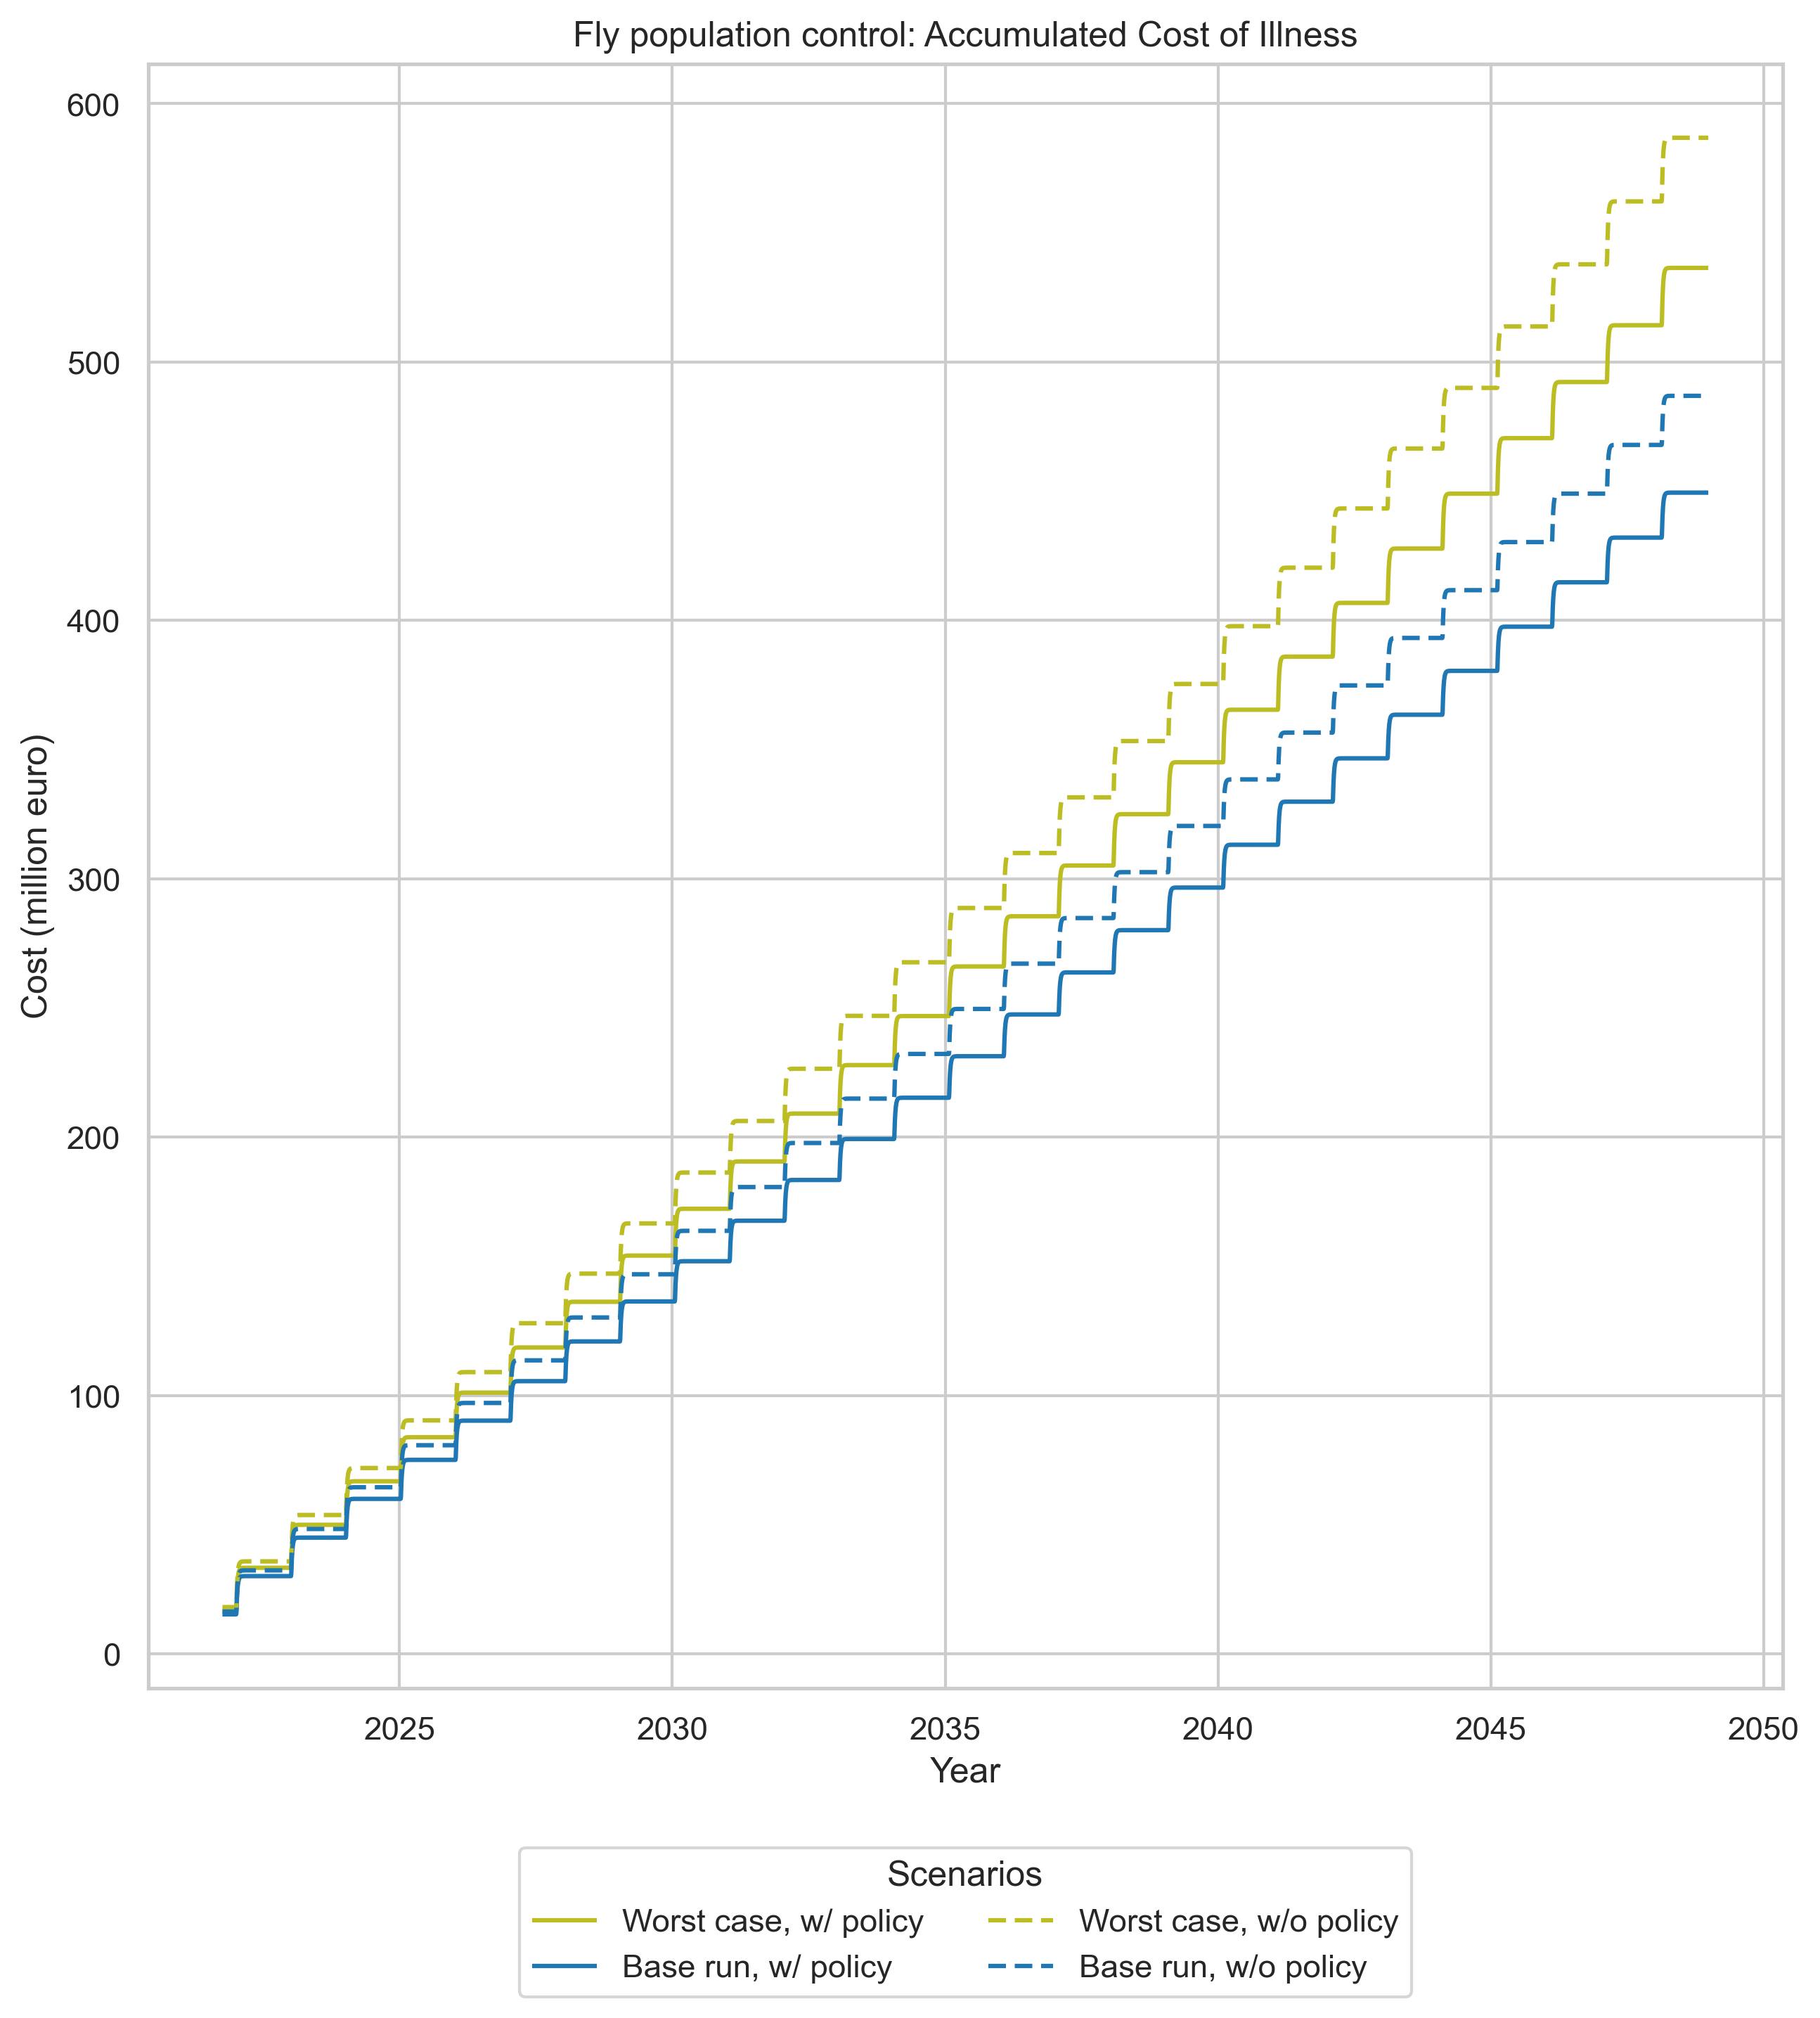 Fly population control: Accumulated Cost of Illness
600
500
400
300
200
100
0
Cost (million euro)
2025 2030 2035 2040 2045 2050
Year
Scenarios
Worst case, w/ policy Worst case, w/o policy
Base run, w/ policy Base run, w/o policy